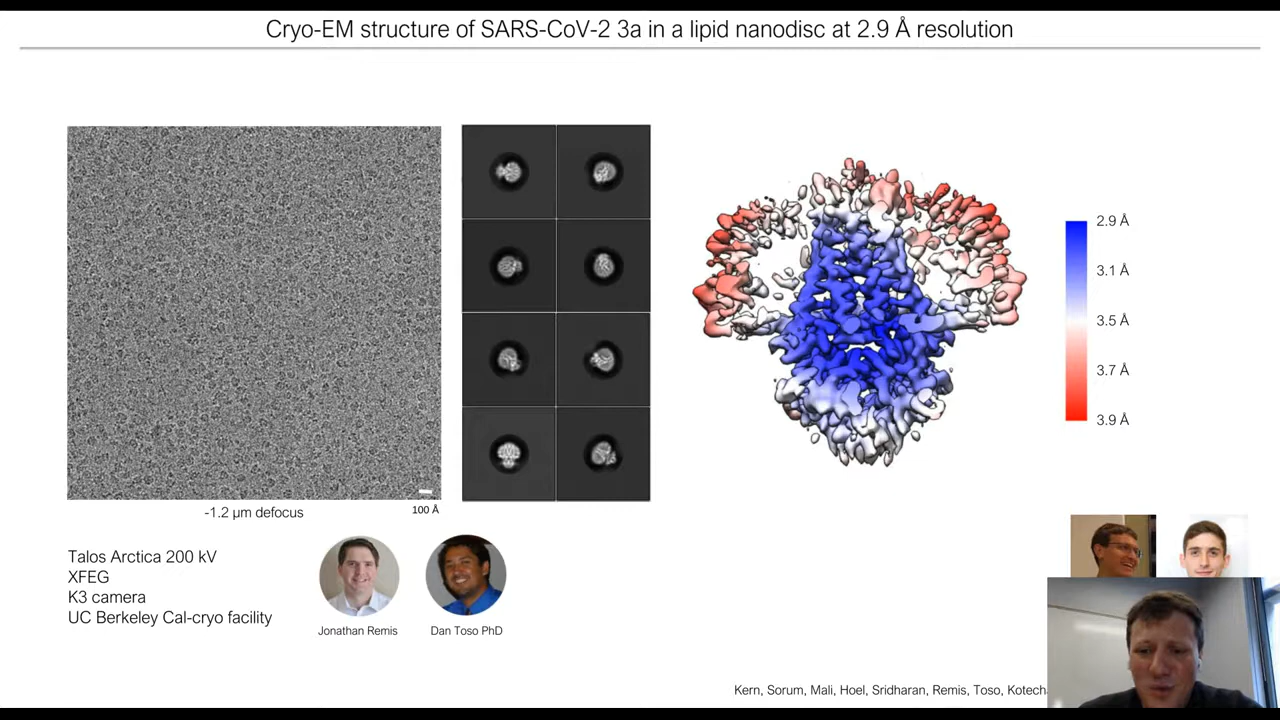 Cryo-EM structure of SARS-CoV-2 3a in a lipid nanodisc at 2.9 Å resolution
2.9 Å
3.1 Å
3.5 Å
3.7 Å
3.9 Å
-1.2 µm defocus
100 Å
Talos Arctica 200 kV
XFEG
K3 camera
UC Berkeley Cal-cryo facility
Jonathan Remis
Dan Toso PhD
Kern, Sorum, Mali, Hoel, Sridharan, Remis, Toso,